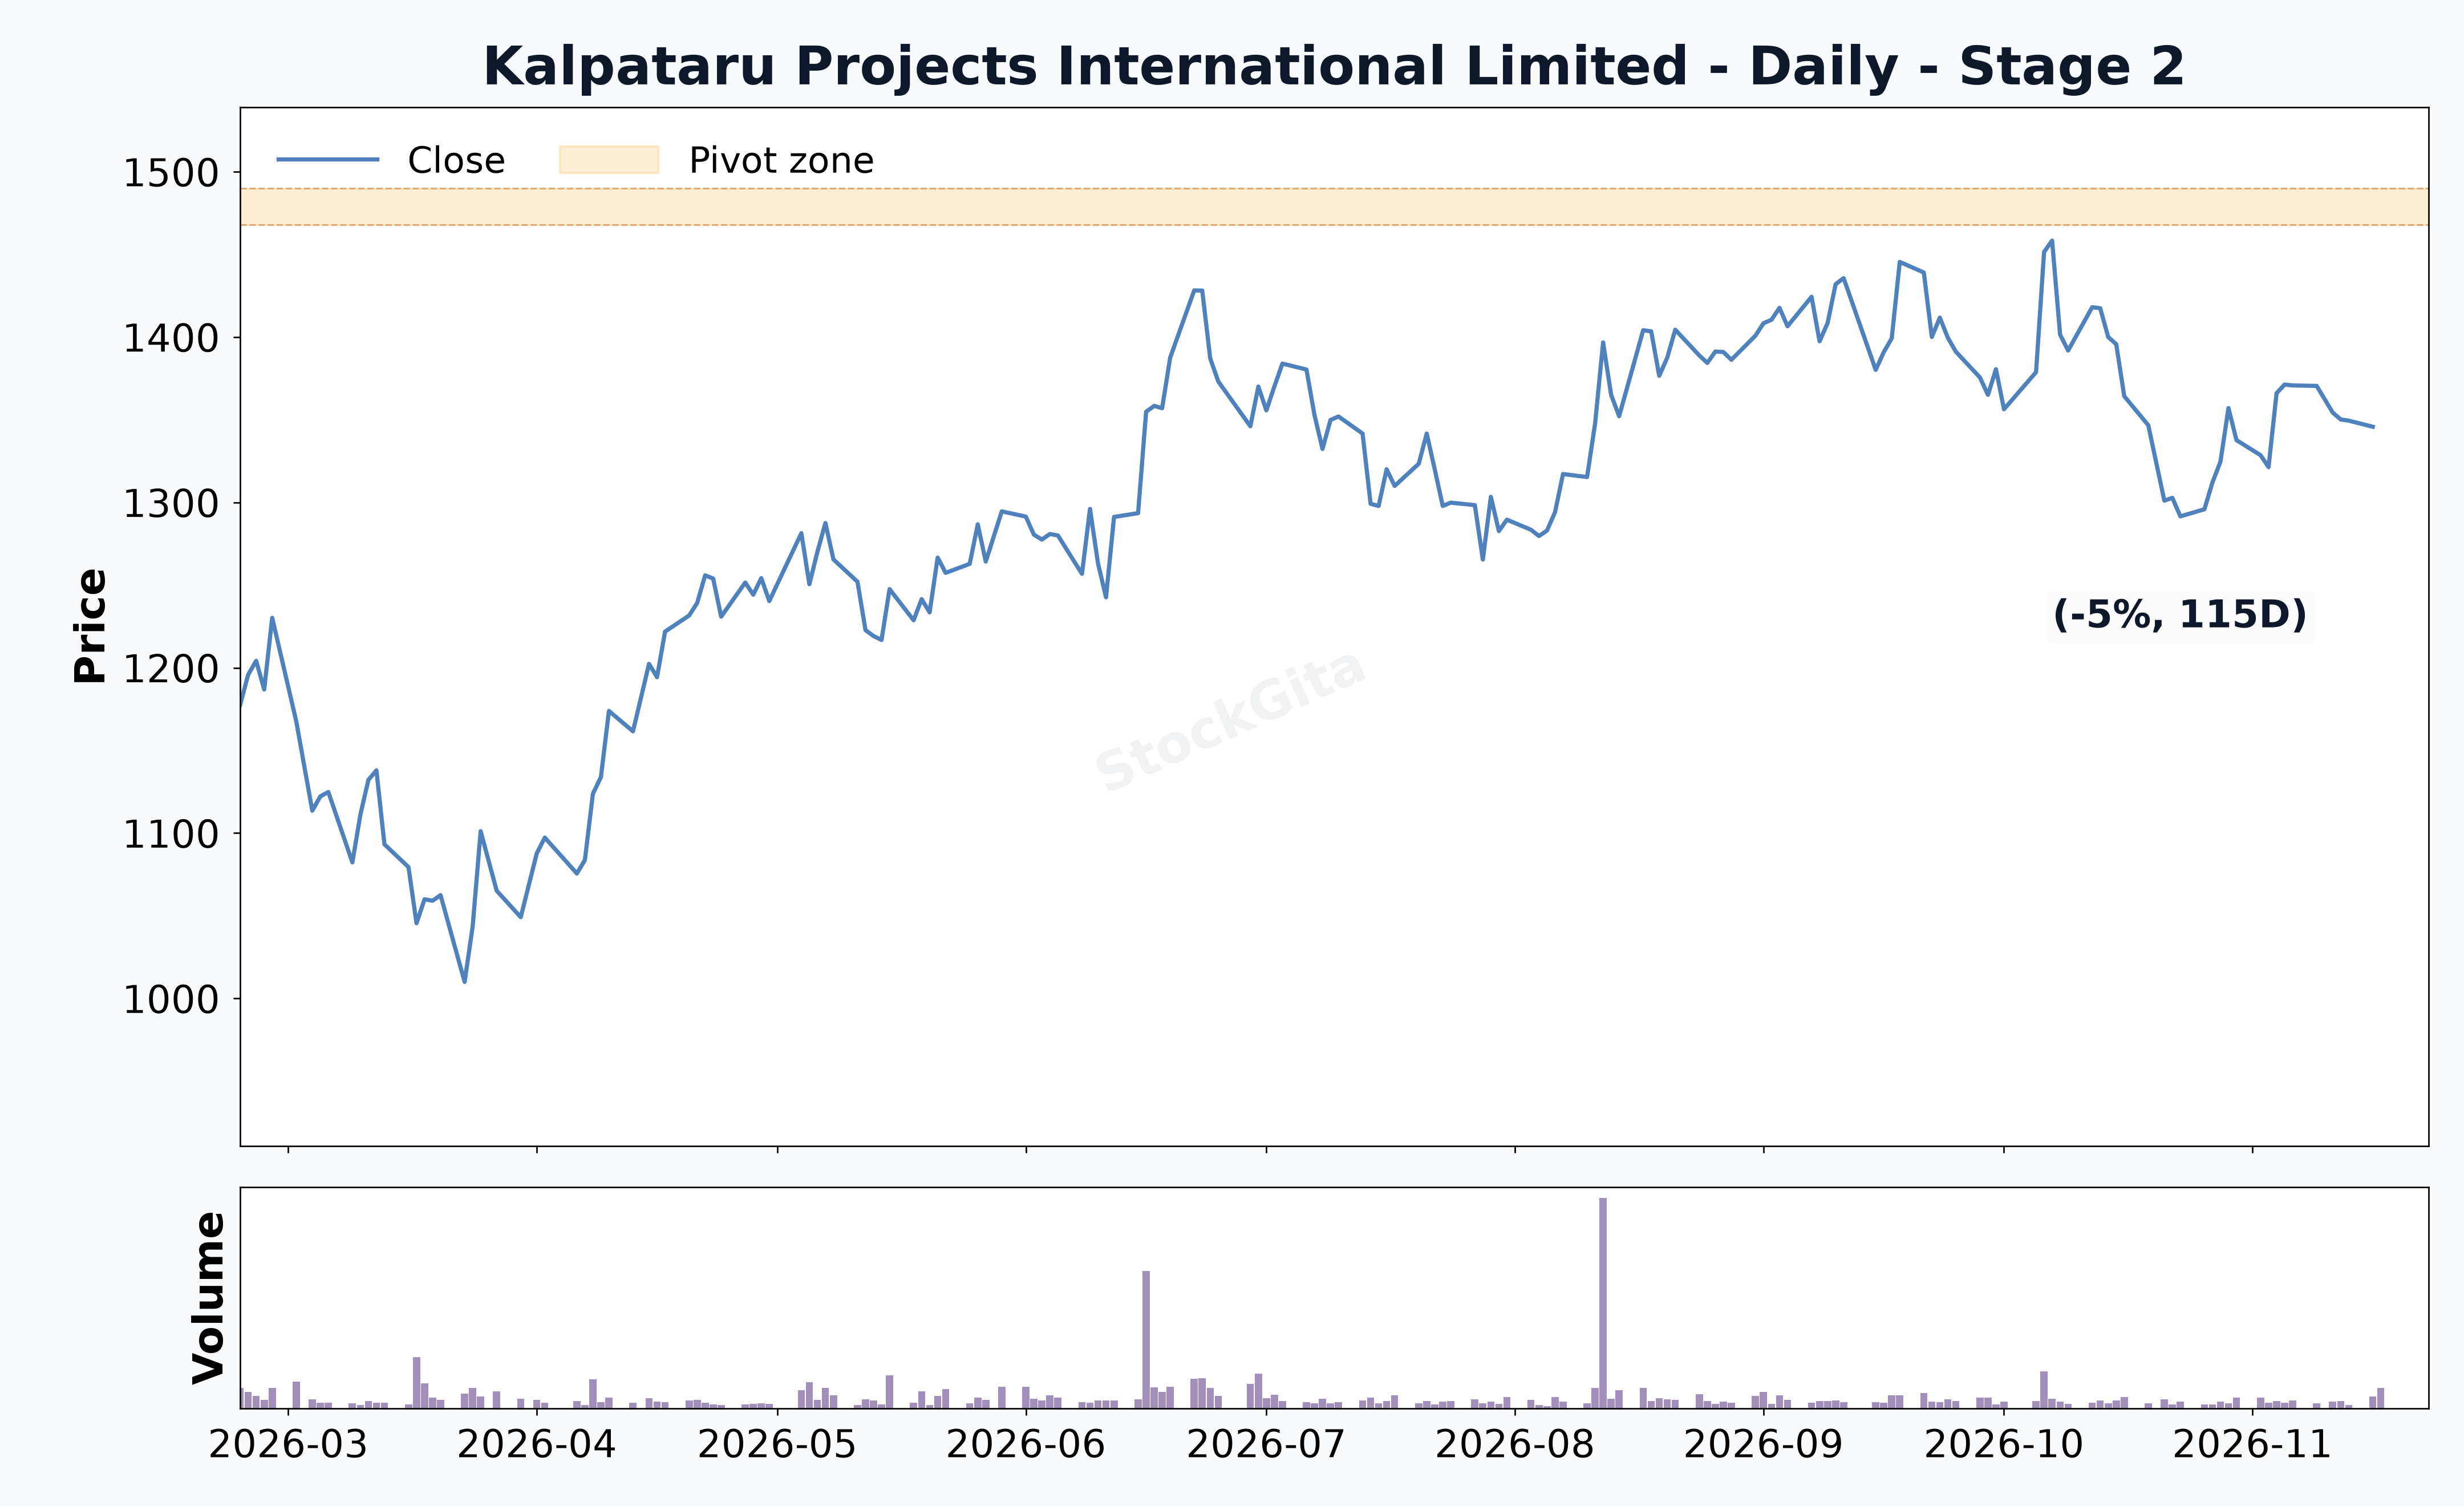 Kalpataru Projects International Limited - Daily - Stage 2
Close
Pivot zone
Price
1500
1400
1300
1200
1100
1000
(-5%, 115D)
StockGita
Volume
2026-03
2026-04
2026-05
2026-06
2026-07
2026-08
2026-09
2026-10
2026-11